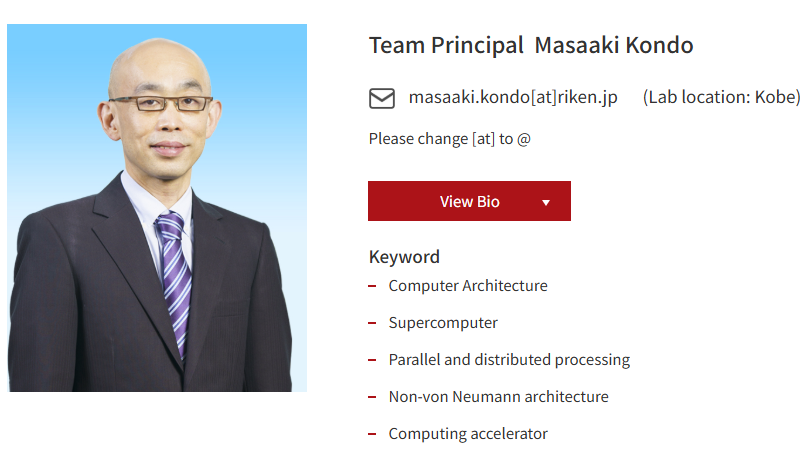 Team Principal Masaaki Kondo
masaaki.kondo[at]riken.jp (Lab location: Kobe)
Please change [at] to @
View Bio
Keyword
Computer Architecture
Supercomputer
Parallel and distributed processing
Non-von Neumann architecture
Computing accelerator